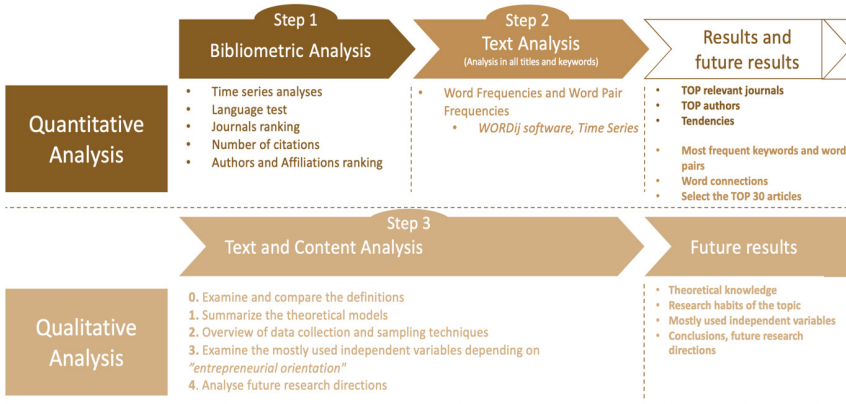 Step 1
Bibliometric Analysis
Step 2
Text Analysis
(Analysis in all titles and keywords)
Results and
future results
Quantitative
Analysis
• Time series analyses
• Language test
• Journals ranking
• Number of citations
• Authors and Affiliations ranking
• Word Frequencies and Word Pair
Frequencies
• WORDij software, Time Series
• TOP relevant journals
• TOP authors
• Tendencies
• Most frequent keywords and word
pairs
• Word connections
• Select the TOP 30 articles
Step 3
Text and Content Analysis
Future results
Qualitative
Analysis
0. Examine and compare the definitions
1. Summarize the theoretical models
2. Overview of data collection and sampling techniques
3. Examine the mostly used independent variables depending on
"entrepreneurial orientation"
4. Analyse future research directions
• Theoretical knowledge
• Research habits of the topic
• Mostly used independent variables
• Conclusions, future research
directions